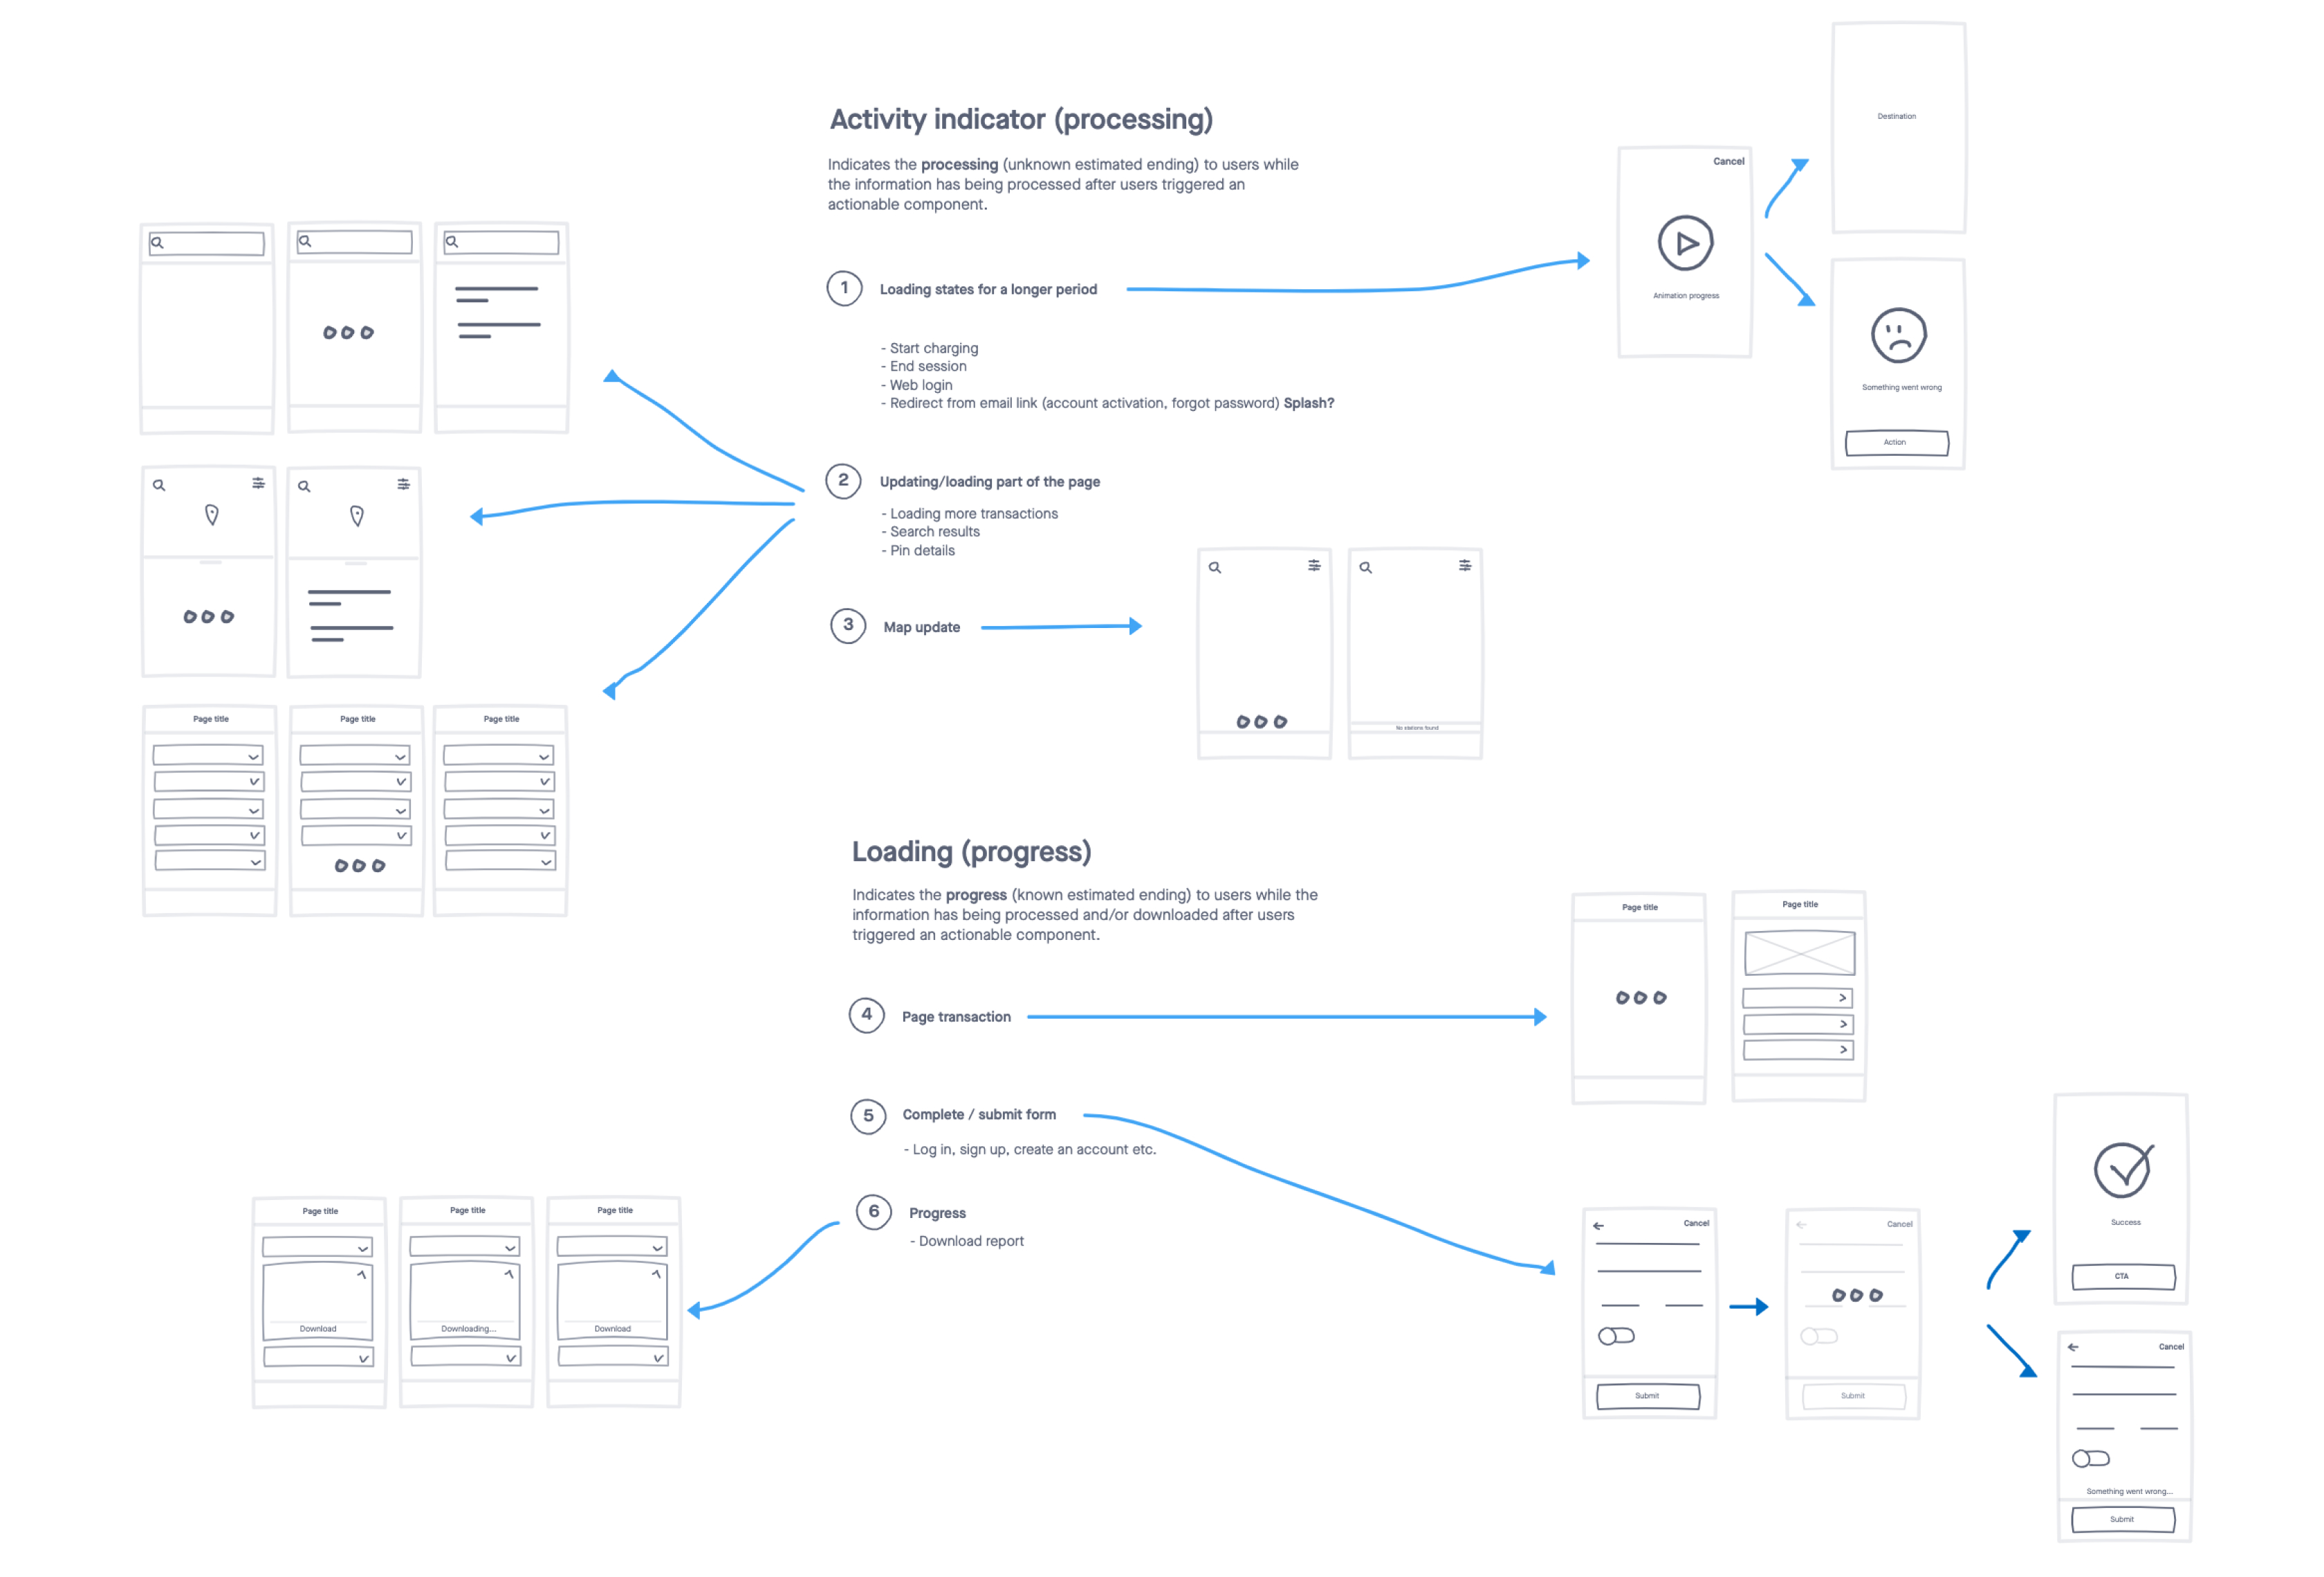 Activity indicator (processing)
Indicates the processing (unknown estimated ending) to users while
the information has being processed after users triggered an
actionable component.
1
Loading states for a longer period
- Start charging
- End session
- Web login
- Redirect from email link (account activation, forgot password) Splash?
Cancel
Animation progress
Destination
Something went wrong
Action
2
Updating/loading part of the page
- Loading more transactions
- Search results
- Pin details
Page title
Page title
Page title
3
Map update
No stations found
Loading (progress)
Indicates the progress (known estimated ending) to users while the
information has being processed and/or downloaded after users
triggered an actionable component.
4
Page transaction
Page title
Page title
5
Complete / submit form
- Log in, sign up, create an account etc.
Cancel
Submit
Cancel
Submit
Success
CTA
Cancel
Something went wrong...
Submit
6
Progress
- Download report
Page title
Download
Page title
Downloading...
Page title
Download